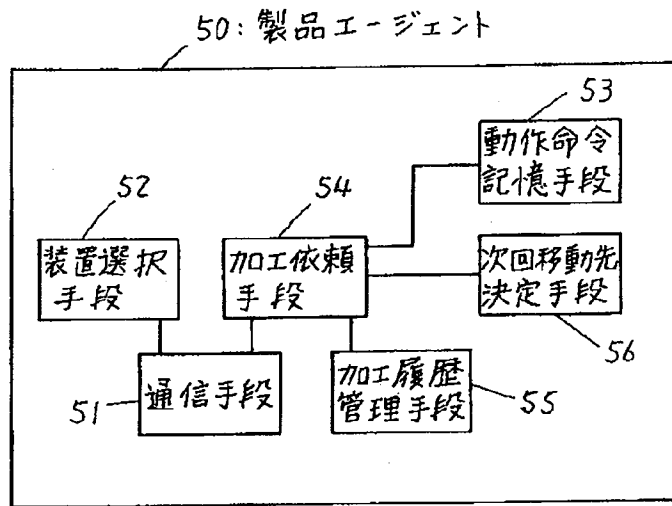 50:製品エージェント
53
動作命令
記憶手段
52
装置選択
手段
54
加工依頼
手段
次回移動先
決定手段
56
51
通信手段
加工履歴
管理手段
55